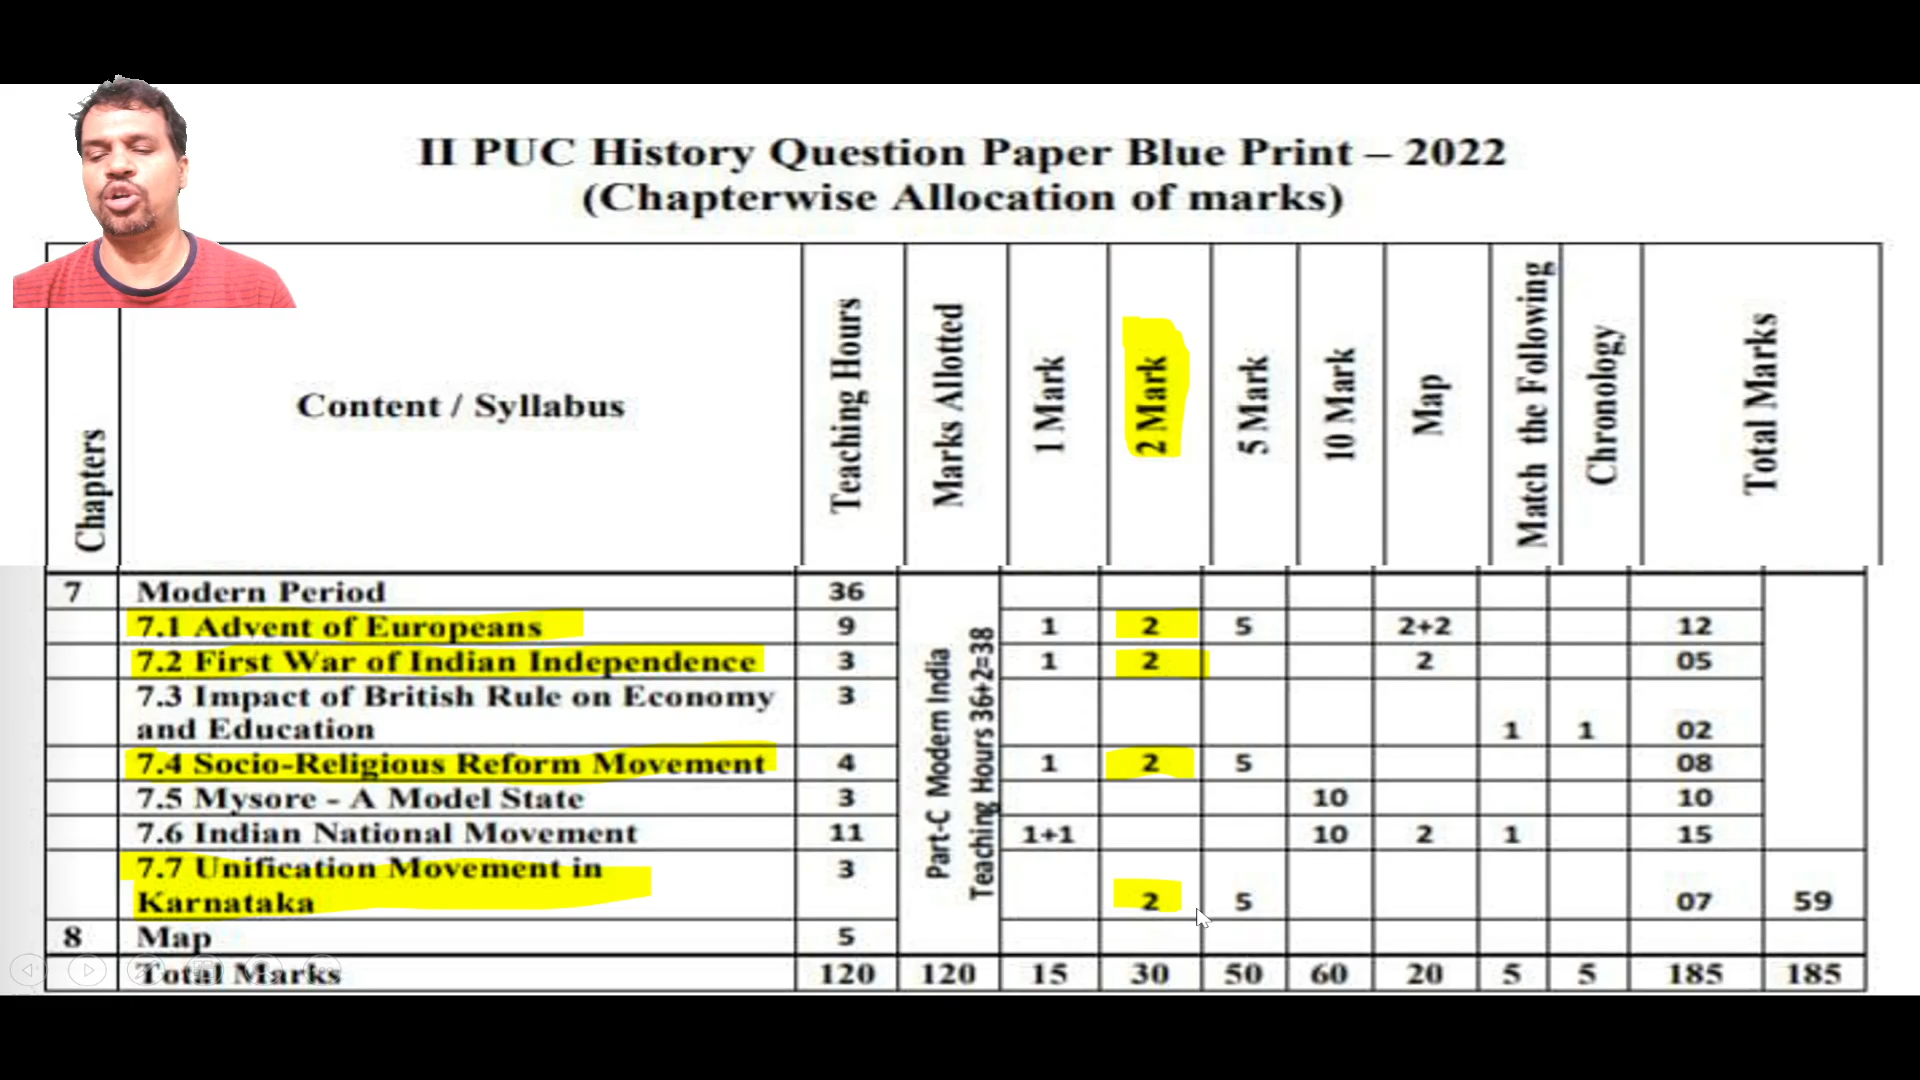 II PUC History Question Paper Blue Print – 2022
(Chapterwise Allocation of marks)
Chapters
Content / Syllabus
Teaching Hours
Marks Allotted
1 Mark
2 Mark
5 Mark
10 Mark
Map
Match the Following
Chronology
Total Marks
Part-C Modern India
Teaching Hours 36+2=38
7 Modern Period 36
7.1 Advent of Europeans 9 1 2 5 2+2 12
7.2 First War of Indian Independence 3 1 2 2 05
7.3 Impact of British Rule on Economy 3
and Education 1 1 02
7.4 Socio-Religious Reform Movement 4 1 2 5 08
7.5 Mysore - A Model State 3 10 10
7.6 Indian National Movement 11 1+1 10 2 1 15
7.7 Unification Movement in 3
Karnataka 2 5 07 59
8 Map 5
Total Marks 120 120 15 30 50 60 20 5 5 185 185